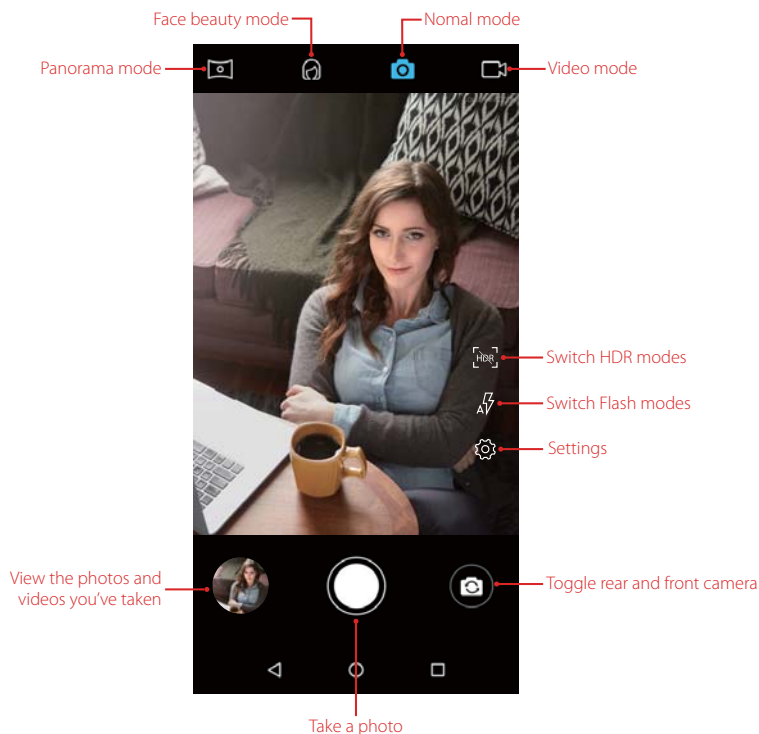 Face beauty mode
Nomal mode
Panorama mode
Video mode
HDR
Switch HDR modes
A
Switch Flash modes
Settings
View the photos and
videos you've taken
Toggle rear and front camera
Take a photo